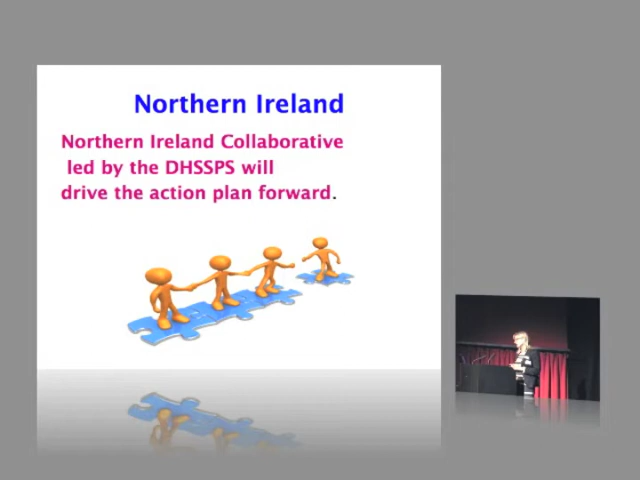 Northern Ireland
Northern Ireland Collaborative
led by the DHSSPS will
drive the action plan forward.